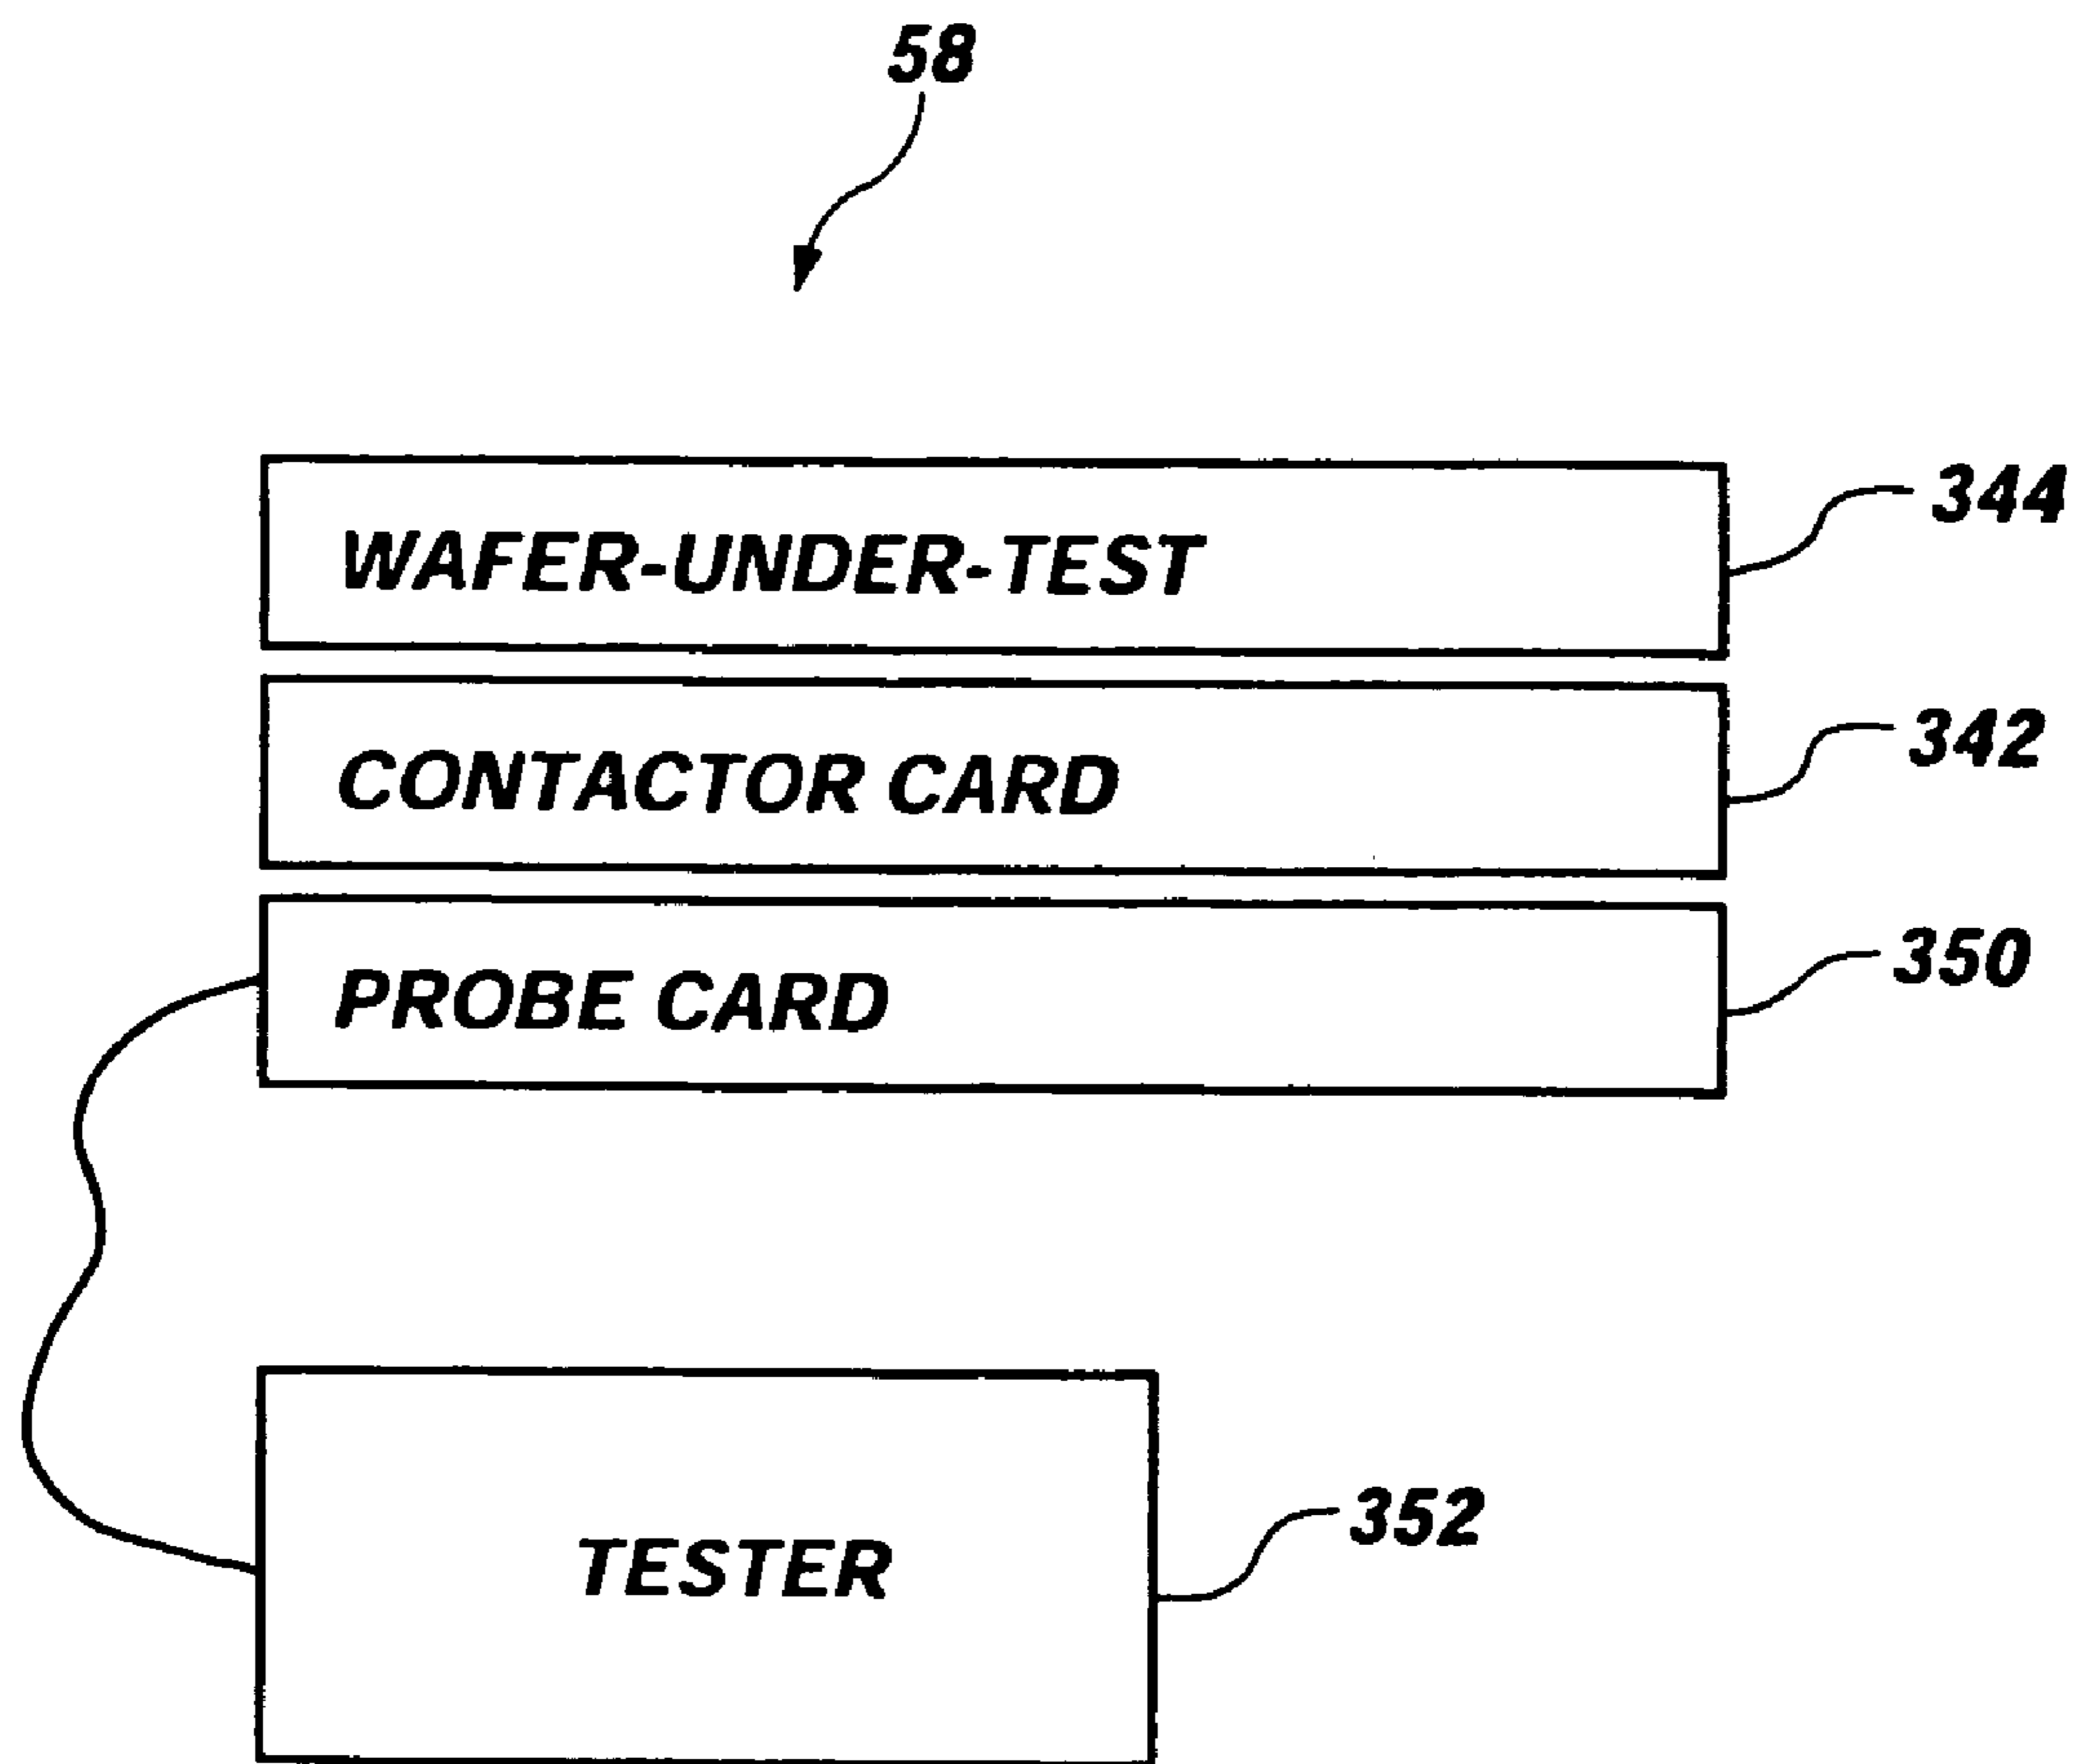 58
WAFER-UNDER-TEST
344
CONTACTOR CARD
342
PROBE CARD
350
TESTER
352